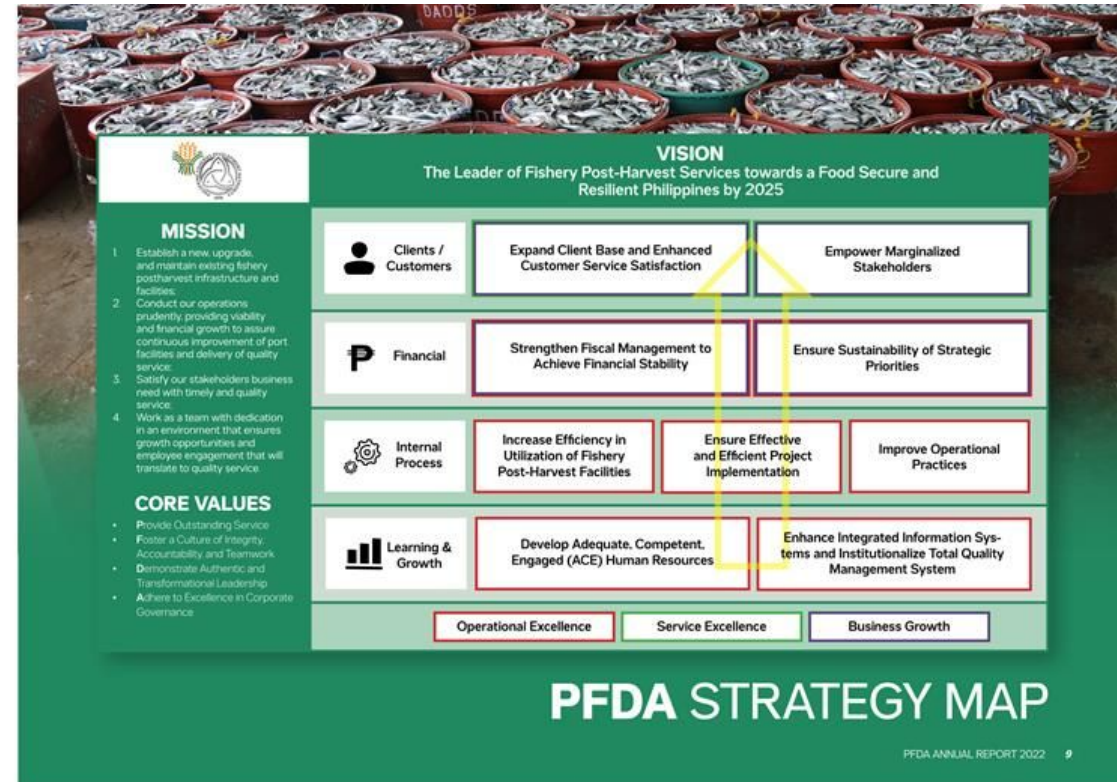 DADDS
VISION
The Leader of Fishery Post-Harvest Services towards a Food Secure and
Resilient Philippines by 2025
MISSION
1. Establish a new, upgrade,
and maintain existing fishery
postharvest infrastructure and
facilities;
2. Conduct our operations
prudently, providing viability
and financial growth to assure
continuous improvement of port
facilities and delivery of quality
service;
3. Satisfy our stakeholders business
need with timely and quality
service;
4. Work as a team with dedication
in an environment that ensures
growth opportunities and
employee engagement that will
translate to quality service.
CORE VALUES
• Provide Outstanding Service
• Foster a Culture of Integrity,
Accountability, and Teamwork
• Demonstrate Authentic and
Transformational Leadership
• Adhere to Excellence in Corporate
Governance
Clients /
Customers
Expand Client Base and Enhanced
Customer Service Satisfaction
Empower Marginalized
Stakeholders
₱
Financial
Strengthen Fiscal Management to
Achieve Financial Stability
Ensure Sustainability of Strategic
Priorities
Internal
Process
Increase Efficiency in
Utilization of Fishery
Post-Harvest Facilities
Ensure Effective
and Efficient Project
Implementation
Improve Operational
Practices
Learning &
Growth
Develop Adequate, Competent,
Engaged (ACE) Human Resources
Enhance Integrated Information Sys-
tems and Institutionalize Total Quality
Management System
Operational Excellence
Service Excellence
Business Growth
PFDA STRATEGY MAP
PFDA ANNUAL REPORT 2022 9